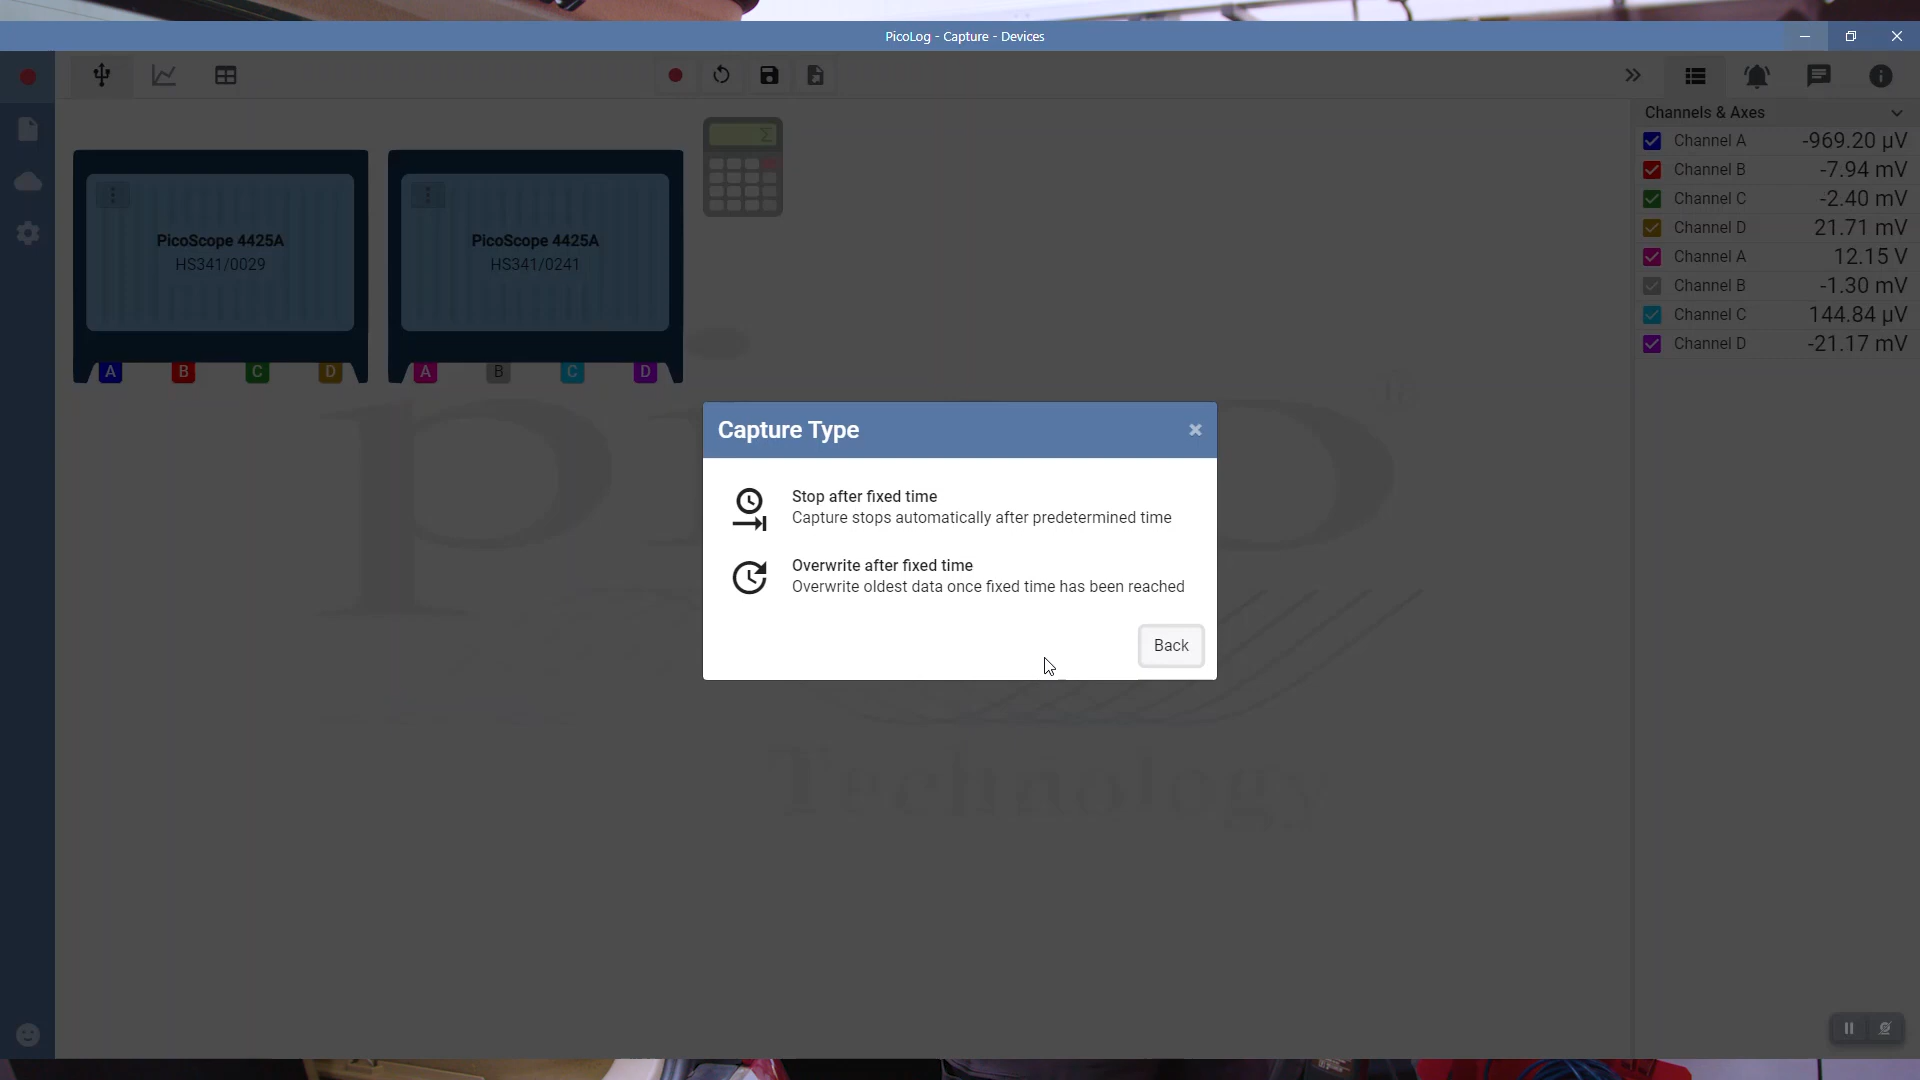 PicoLog - Capture - Devices
Channels & Axes
Channel A -969.20 µV
Channel B -7.94 mV
Channel C -2.40 mV
Channel D 21.71 mV
Channel A 12.15 V
Channel B -1.30 mV
Channel C 144.84 µV
Channel D -21.17 mV
PicoScope 4425A
HS341/0029
A B C D
PicoScope 4425A
HS341/0241
A B C D
Σ
Capture Type
Stop after fixed time
Capture stops automatically after predetermined time
Overwrite after fixed time
Overwrite oldest data once fixed time has been reached
Back
pico
Technology